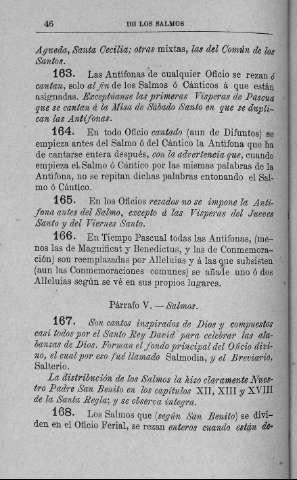 46 DE LOS SALMOS
Agueda, Santa Cecilia; otras mixtas, las del Común de los
Santos.
163. Las Antífonas de cualquier Oficio se rezan ó
cantan, solo al fin de los Salmos ó Cánticos á que están
asignadas. Exceptúanse las primeras Vísperas de Pascua
que se cantan á la Misa de Sábado Santo en que se dupli-
can las Antífonas.
164. En todo Oficio cantado (aun de Difuntos) se
empieza antes del Salmo ó del Cántico la Antífona que ha
de cantarse entera después, con la advertencia que, cuando
empieza el Salmo ó Cántico por las mismas palabras de la
Antífona, no se repitan dichas palabras entonando el Sal-
mo ó Cántico.
165. En los Oficios rezados no se impone la Antí-
fona antes del Salmo, excepto á las Vísperas del Jueves
Santo y del Viernes Santo.
166. En Tiempo Pascual todas las Antífonas, (me-
nos las de Magnificat y Benedictus, y las de Conmemora-
ción) son reemplazadas por Alleluias y á las que subsisten
(aun las Conmemoraciones comunes) se añade uno ó dos
Alleluias según se vé en sus propios lugares.
Párrafo V. — Salmos.
167. Son cantos inspirados de Dios y compuestos
casi todos por el Santo Rey David para celebrar las ala-
banzas de Dios. Forman el fondo principal del Oficio divi-
no, el cual por eso fué llamado Salmodia, y el Breviario,
Salterio.
La distribución de los Salmos la hizo claramente Nues-
tro Padre San Benito en los capítulos XII, XIII y XVIII
de la Santa Regla; y se observa íntegra.
168. Los Salmos que (según San Benito) se divi-
den en el Oficio Ferial, se rezan enteros cuando están de-